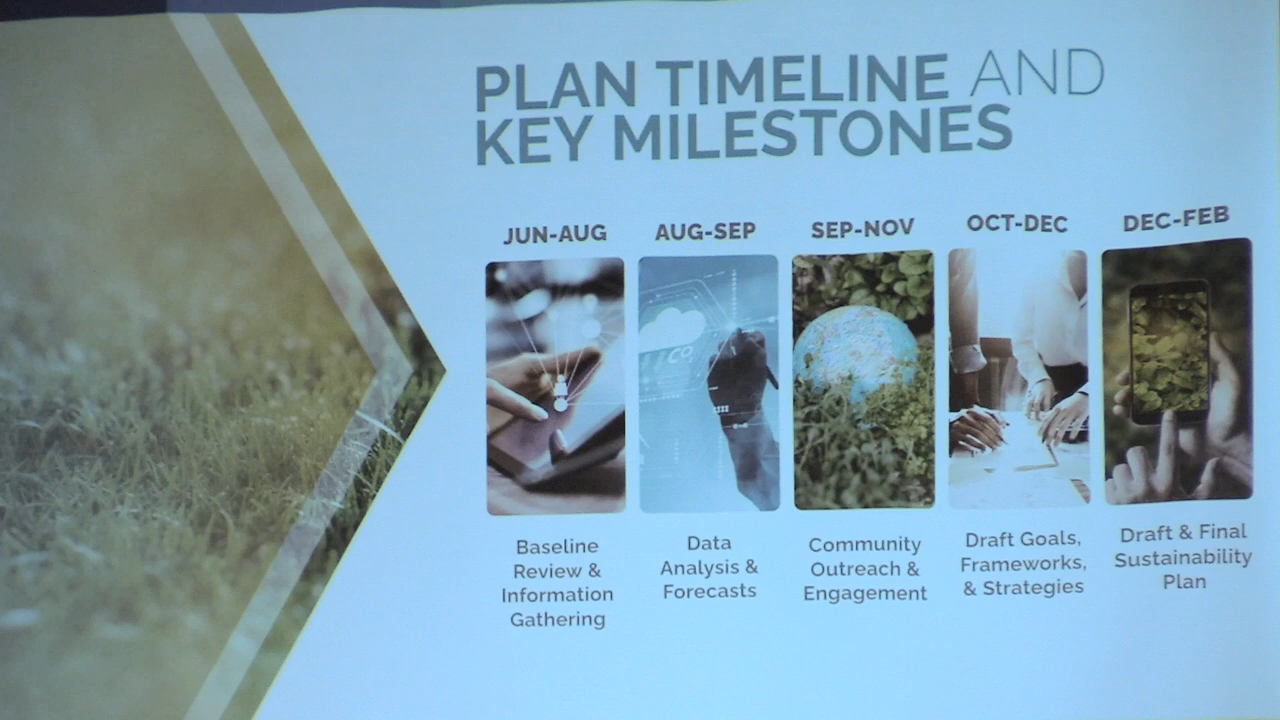 PLAN TIMELINE AND
KEY MILESTONES
JUN-AUG
AUG-SEP
SEP-NOV
OCT-DEC
DEC-FEB
CO
Baseline
Review &
Information
Gathering
Data
Analysis &
Forecasts
Community
Outreach &
Engagement
Draft Goals,
Frameworks,
& Strategies
Draft & Final
Sustainability
Plan